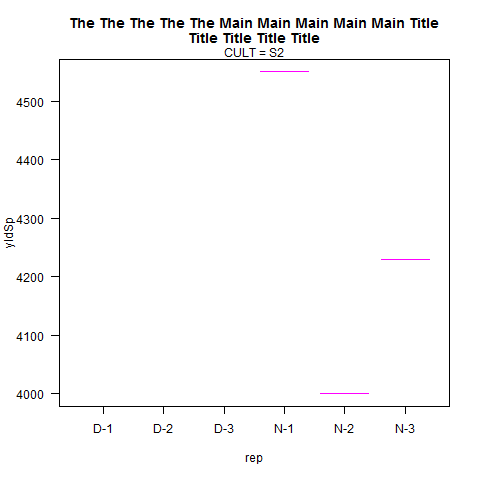 The The The The The Main Main Main Main Main Title
Title Title Title Title
CULT = S2
4500
4400
4300
4200
4100
4000
yldSp
D-1 D-2 D-3 N-1 N-2 N-3
rep